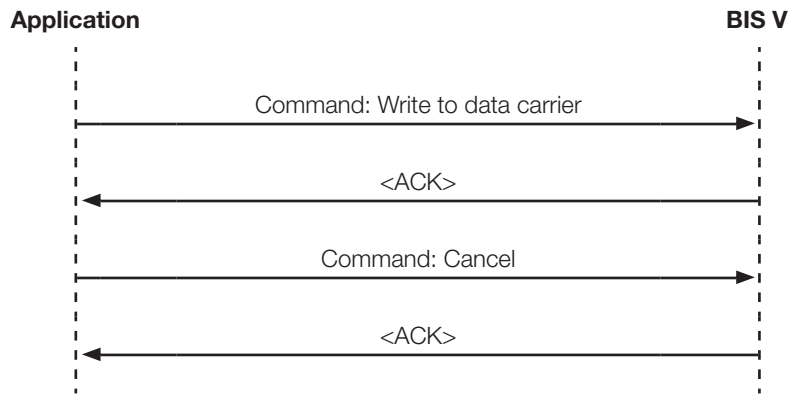 Application
BIS V
Command: Write to data carrier
<ACK>
Command: Cancel
<ACK>